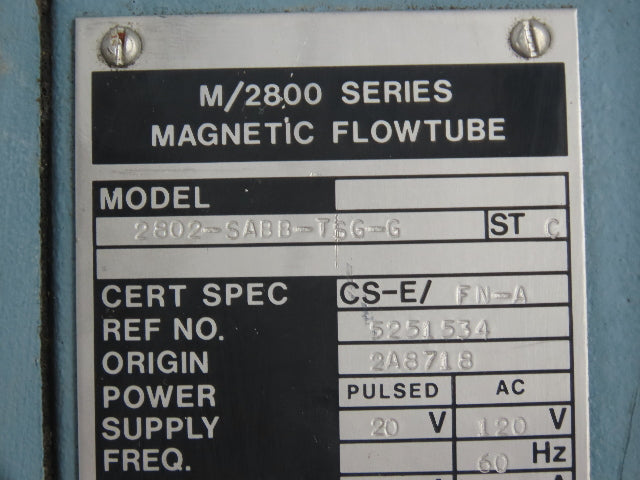 M/2800 SERIES
MAGNETIC FLOWTUBE
MODEL
2802-SABB-TSG-G ST C
CERT SPEC CS-E/ FN-A
REF NO. 5251534
ORIGIN 2A8718
POWER PULSED AC
SUPPLY 20 V 120 V
FREQ. 60 Hz